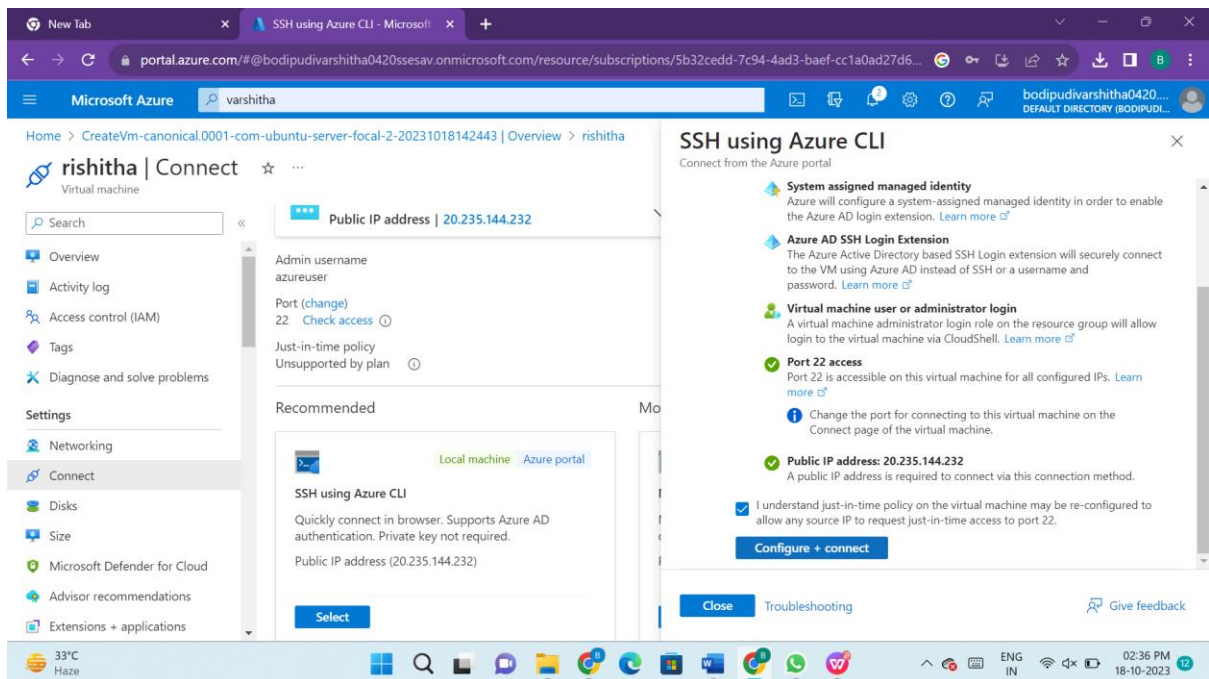 New Tab
SSH using Azure CLI - Microsoft
portal.azure.com/#@bodipudivarshitha0420ssesav.onmicrosoft.com/resource/subscriptions/5b32cedd-7c94-4ad3-baef-cc1a0ad27d6...
B
Microsoft Azure
varshitha
2
bodipudivarshitha0420....
DEFAULT DIRECTORY (BODIPUDI...
Home > CreateVm-canonical.0001-com-ubuntu-server-focal-2-20231018142443 | Overview > rishitha
rishitha | Connect
Virtual machine
Search
Overview
Activity log
Access control (IAM)
Tags
Diagnose and solve problems
Settings
Networking
Connect
Disks
Size
Microsoft Defender for Cloud
Advisor recommendations
Extensions + applications
Public IP address | 20.235.144.232
Admin username
azureuser
Port (change)
22 Check access
Just-in-time policy
Unsupported by plan
Recommended
Mo
Local machine Azure portal
SSH using Azure CLI
Quickly connect in browser. Supports Azure AD
authentication. Private key not required.
Public IP address (20.235.144.232)
Select
SSH using Azure CLI
Connect from the Azure portal
System assigned managed identity
Azure will configure a system-assigned managed identity in order to enable
the Azure AD login extension. Learn more
Azure AD SSH Login Extension
The Azure Active Directory based SSH Login extension will securely connect
to the VM using Azure AD instead of SSH or a username and
password. Learn more
Virtual machine user or administrator login
A virtual machine administrator login role on the resource group will allow
login to the virtual machine via CloudShell. Learn more
Port 22 access
Port 22 is accessible on this virtual machine for all configured IPs. Learn
more
Change the port for connecting to this virtual machine on the
Connect page of the virtual machine.
Public IP address: 20.235.144.232
A public IP address is required to connect via this connection method.
I understand just-in-time policy on the virtual machine may be re-configured to
allow any source IP to request just-in-time access to port 22.
Configure + connect
Close
Troubleshooting
Give feedback
33°C
Haze
ENG
IN
02:36 PM
18-10-2023
12